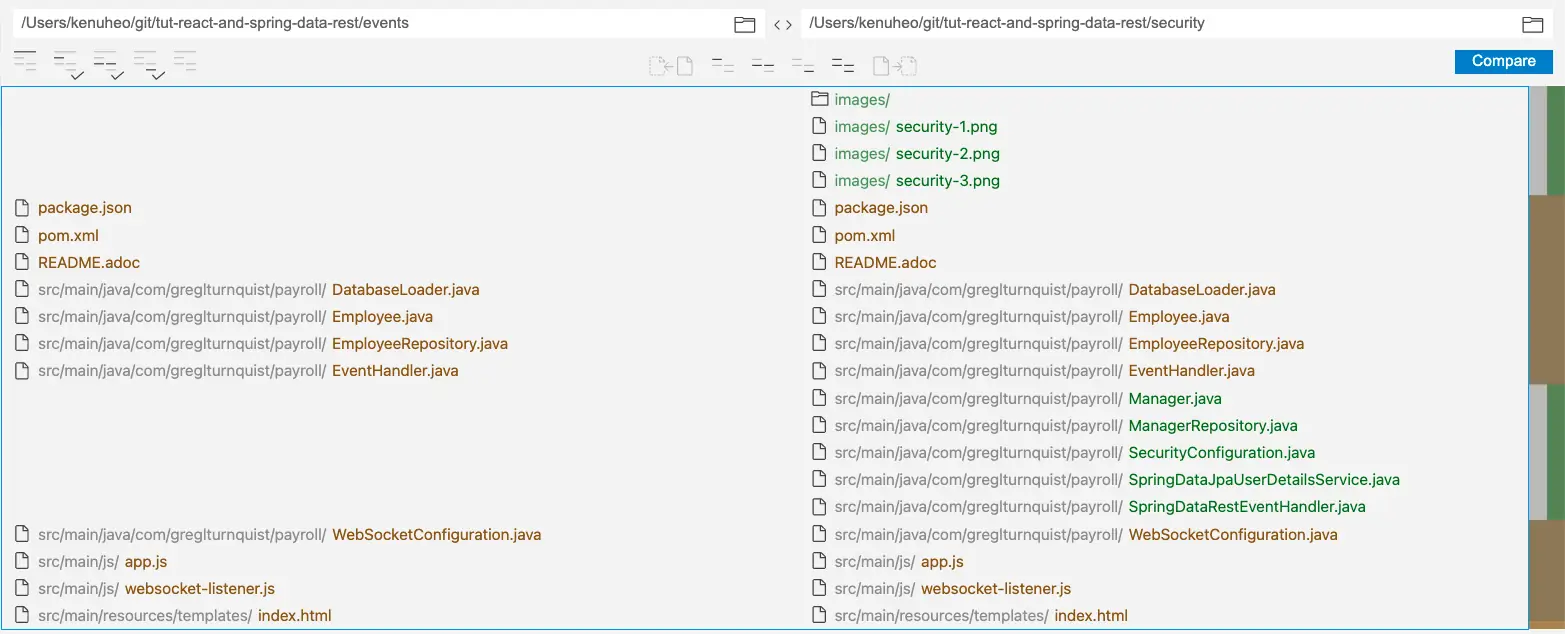 /Users/kenuheo/git/tut-react-and-spring-data-rest/events
/Users/kenuheo/git/tut-react-and-spring-data-rest/security
Compare
images/
images/ security-1.png
images/ security-2.png
images/ security-3.png
package.json package.json
pom.xml pom.xml
README.adoc README.adoc
src/main/java/com/greglturnquist/payroll/ DatabaseLoader.java src/main/java/com/greglturnquist/payroll/ DatabaseLoader.java
src/main/java/com/greglturnquist/payroll/ Employee.java src/main/java/com/greglturnquist/payroll/ Employee.java
src/main/java/com/greglturnquist/payroll/ EmployeeRepository.java src/main/java/com/greglturnquist/payroll/ EmployeeRepository.java
src/main/java/com/greglturnquist/payroll/ EventHandler.java src/main/java/com/greglturnquist/payroll/ EventHandler.java
src/main/java/com/greglturnquist/payroll/ Manager.java
src/main/java/com/greglturnquist/payroll/ ManagerRepository.java
src/main/java/com/greglturnquist/payroll/ SecurityConfiguration.java
src/main/java/com/greglturnquist/payroll/ SpringDataJpaUserDetailsService.java
src/main/java/com/greglturnquist/payroll/ SpringDataRestEventHandler.java
src/main/java/com/greglturnquist/payroll/ WebSocketConfiguration.java src/main/java/com/greglturnquist/payroll/ WebSocketConfiguration.java
src/main/js/ app.js src/main/js/ app.js
src/main/js/ websocket-listener.js src/main/js/ websocket-listener.js
src/main/resources/templates/ index.html src/main/resources/templates/ index.html